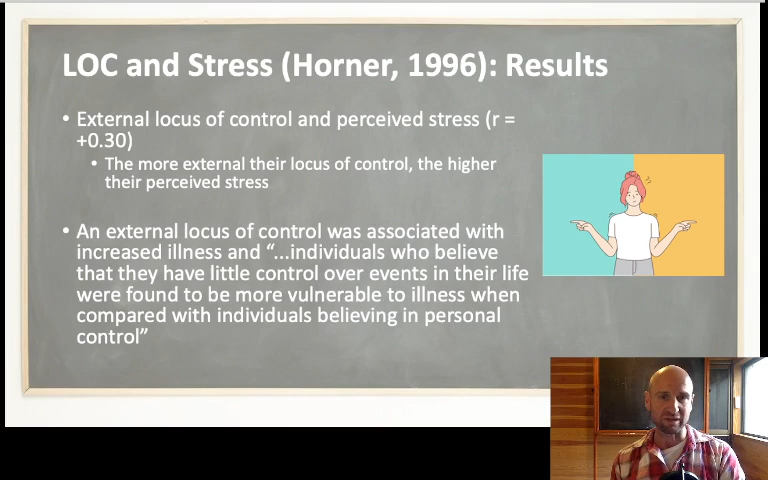 LOC and Stress (Horner, 1996): Results
• External locus of control and perceived stress (r =
+0.30)
• The more external their locus of control, the higher
their perceived stress
• An external locus of control was associated with
increased illness and “...individuals who believe
that they have little control over events in their life
were found to be more vulnerable to illness when
compared with individuals believing in personal
control”